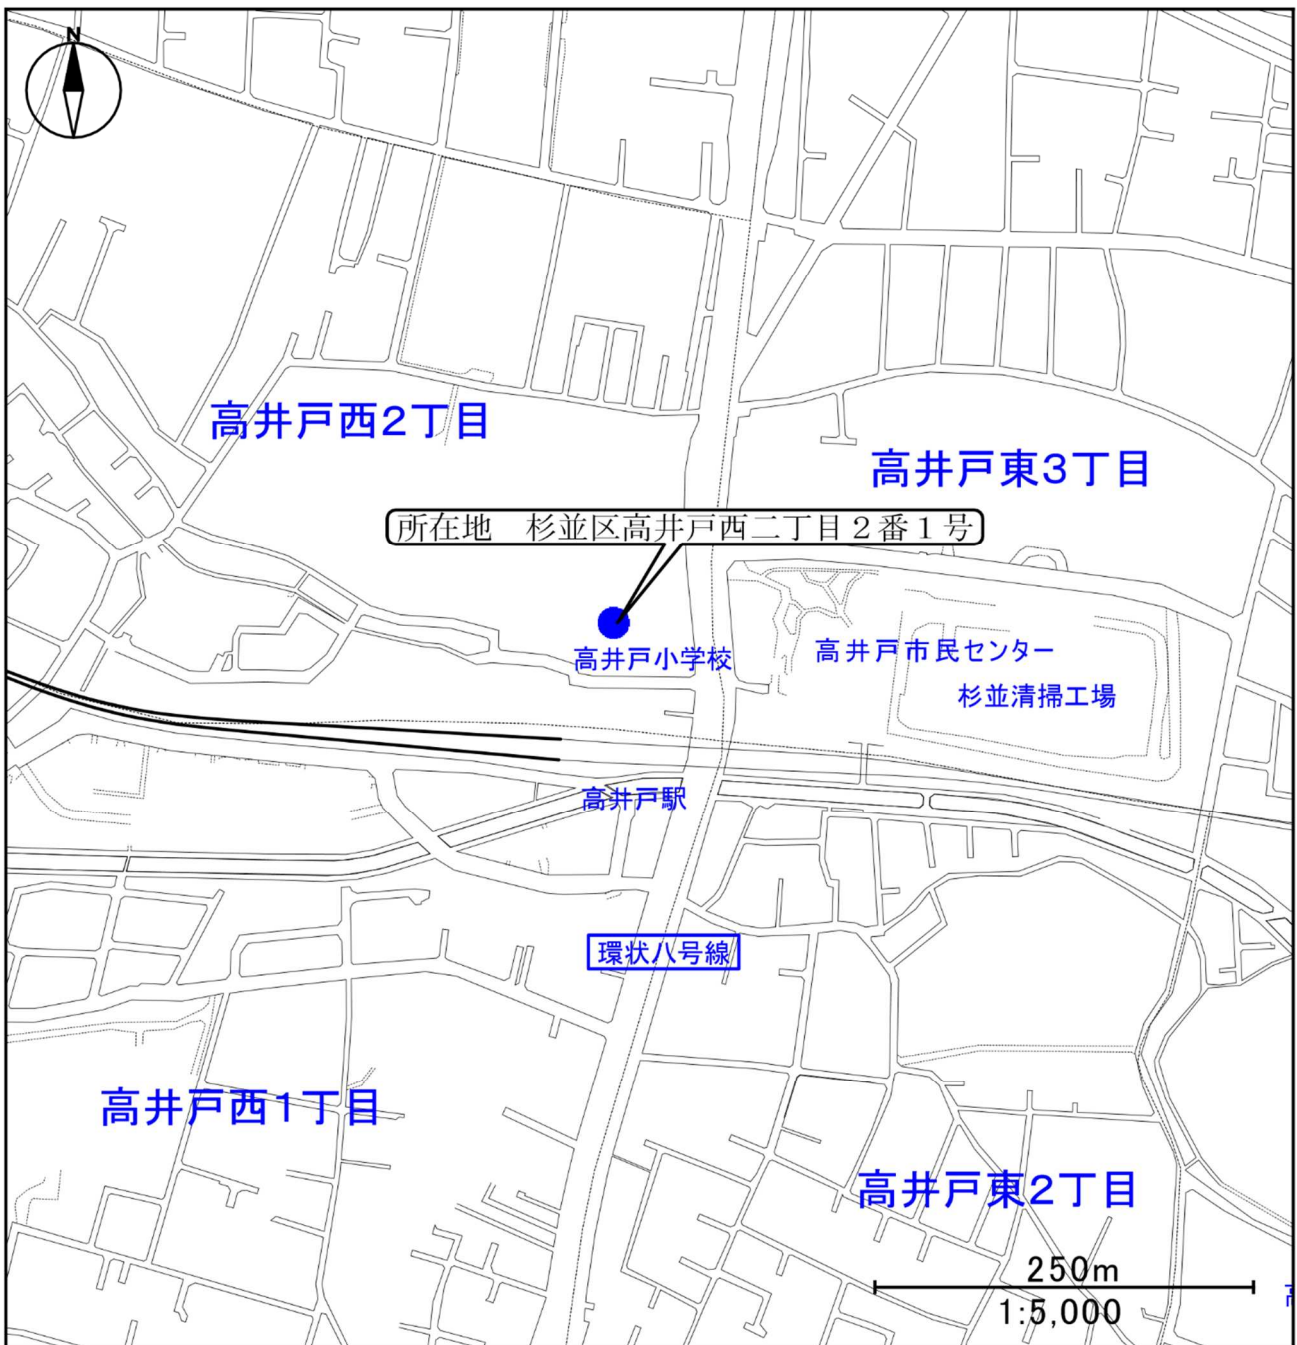 N
高井戸西2丁目
高井戸東3丁目
所在地　杉並区高井戸西二丁目２番１号
高井戸小学校
高井戸市民センター
杉並清掃工場
高井戸駅
環状八号線
高井戸西1丁目
高井戸東2丁目
250m
1:5,000